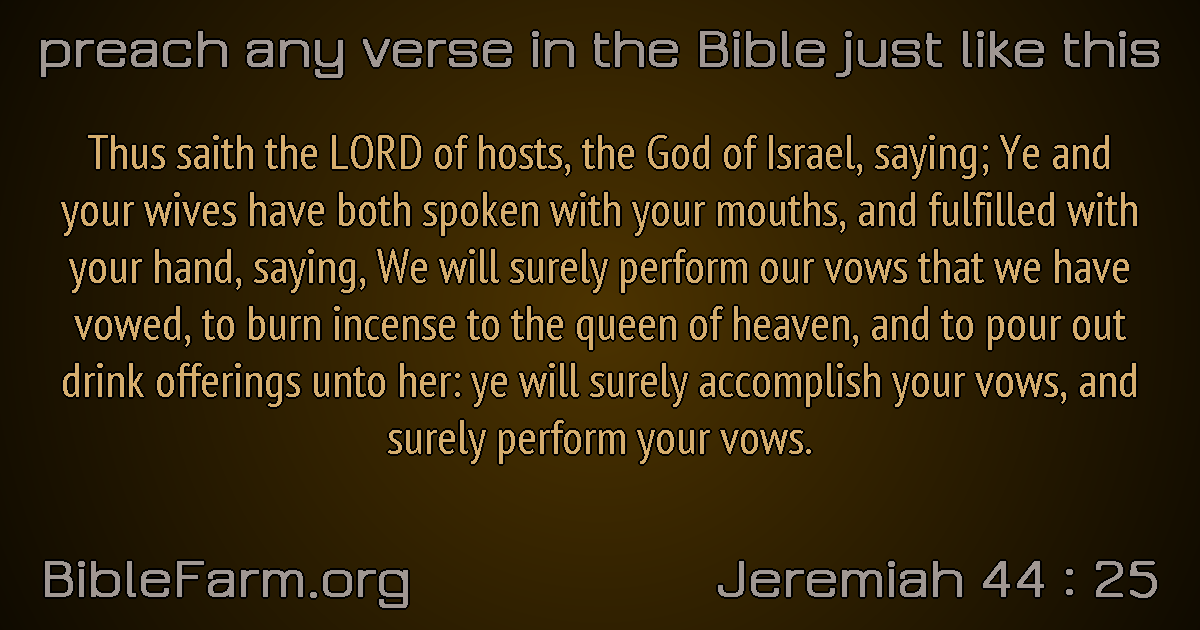 preach any verse in the Bible just like this
Thus saith the LORD of hosts, the God of Israel, saying; Ye and
your wives have both spoken with your mouths, and fulfilled with
your hand, saying, We will surely perform our vows that we have
vowed, to burn incense to the queen of heaven, and to pour out
drink offerings unto her: ye will surely accomplish your vows, and
surely perform your vows.
BibleFarm.org
Jeremiah 44 : 25